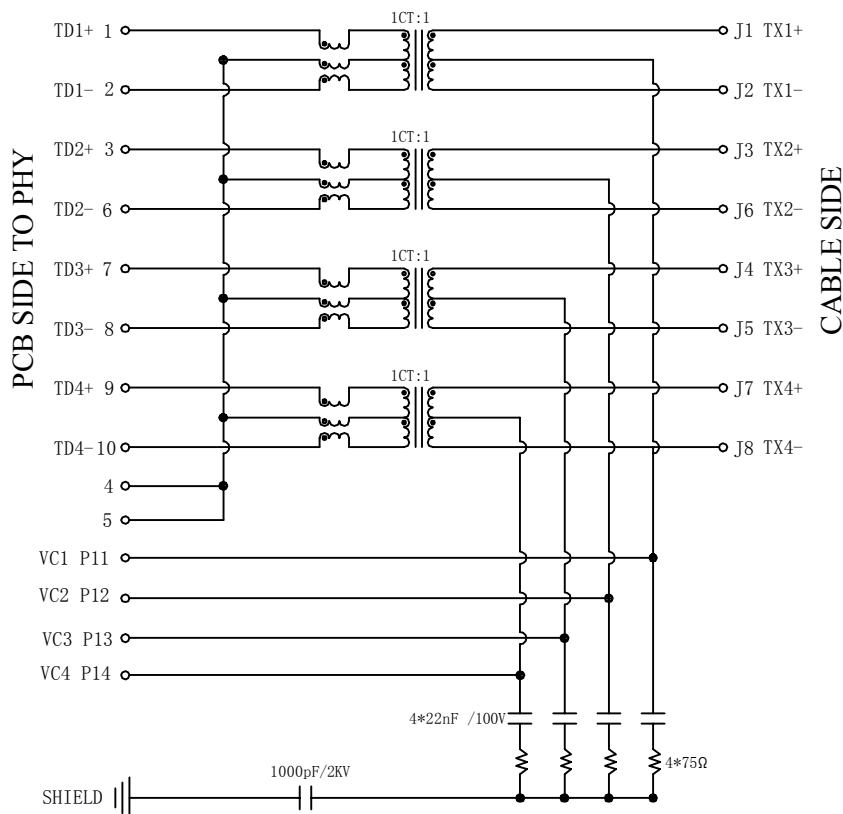 1CT:1
TD1+ 1
J1 TX1+
TD1- 2
J2 TX1-
1CT:1
TD2+ 3
J3 TX2+
TD2- 6
J6 TX2-
1CT:1
TD3+ 7
J4 TX3+
TD3- 8
J5 TX3-
1CT:1
TD4+ 9
J7 TX4+
TD4-10
J8 TX4-
4
5
PCB SIDE TO PHY
CABLE SIDE
VC1 P11
VC2 P12
VC3 P13
VC4 P14
4*22nF /100V
4*75Ω
1000pF/2KV
SHIELD